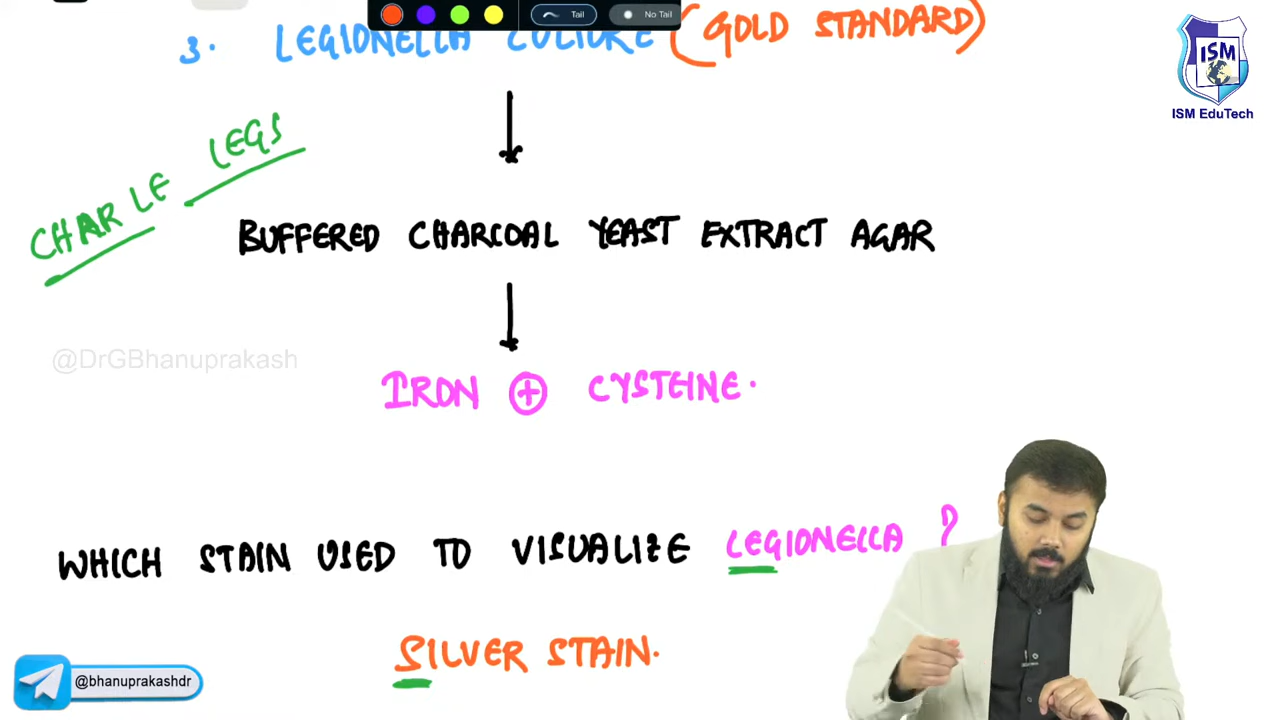 Tail
No Tail
3. LEGIONELLA CULTURE (GOLD STANDARD)
ISM
ISM EduTech
CHARLE LEGS
BUFFERED CHARCOAL YEAST EXTRACT AGAR
@DrGBhanuprakash
IRON + CYSTEINE.
WHICH STAIN USED TO VISUALIZE LEGIONELLA ?
SILVER STAIN.
@bhanuprakashdr